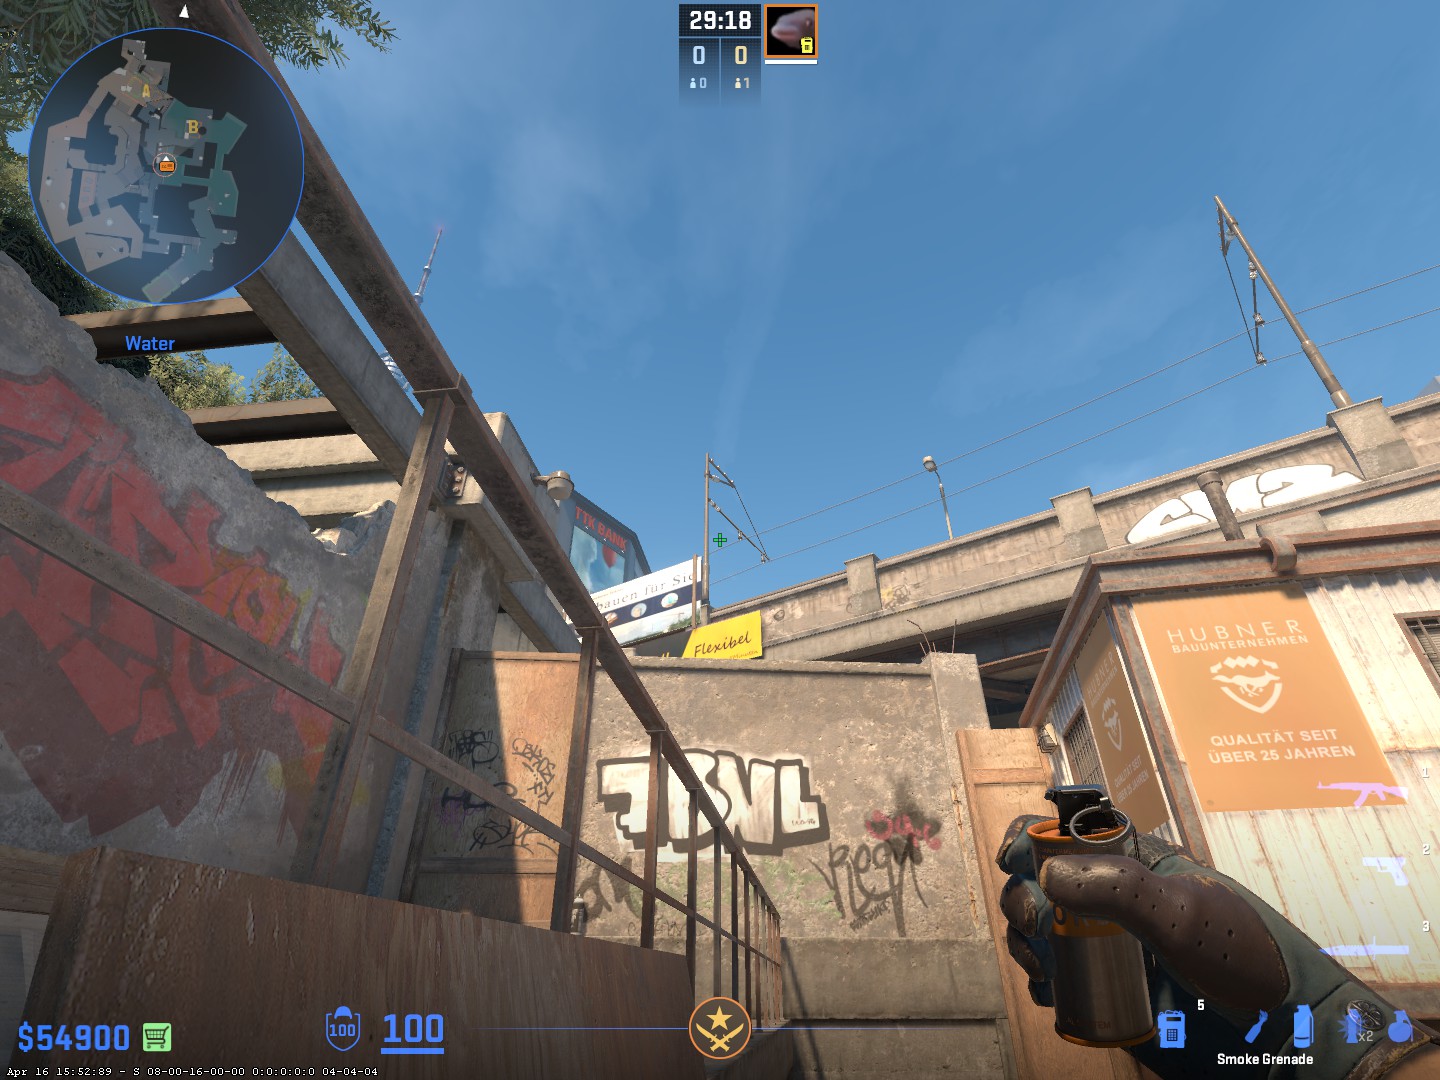 29:18
0 0
0 1
A
B
Water
TTK BANK
bauen für Sie
Flexibel
HUBNER
BAUUNTERNEHMEN
QUALITÄT SEIT
ÜBER 25 JAHREN
1
2
3
5
x2
Smoke Grenade
$54900
100
100
Apr 16 15:52:89 - S 08-00-16-00-00 0:0:0:0:0 04-04-04